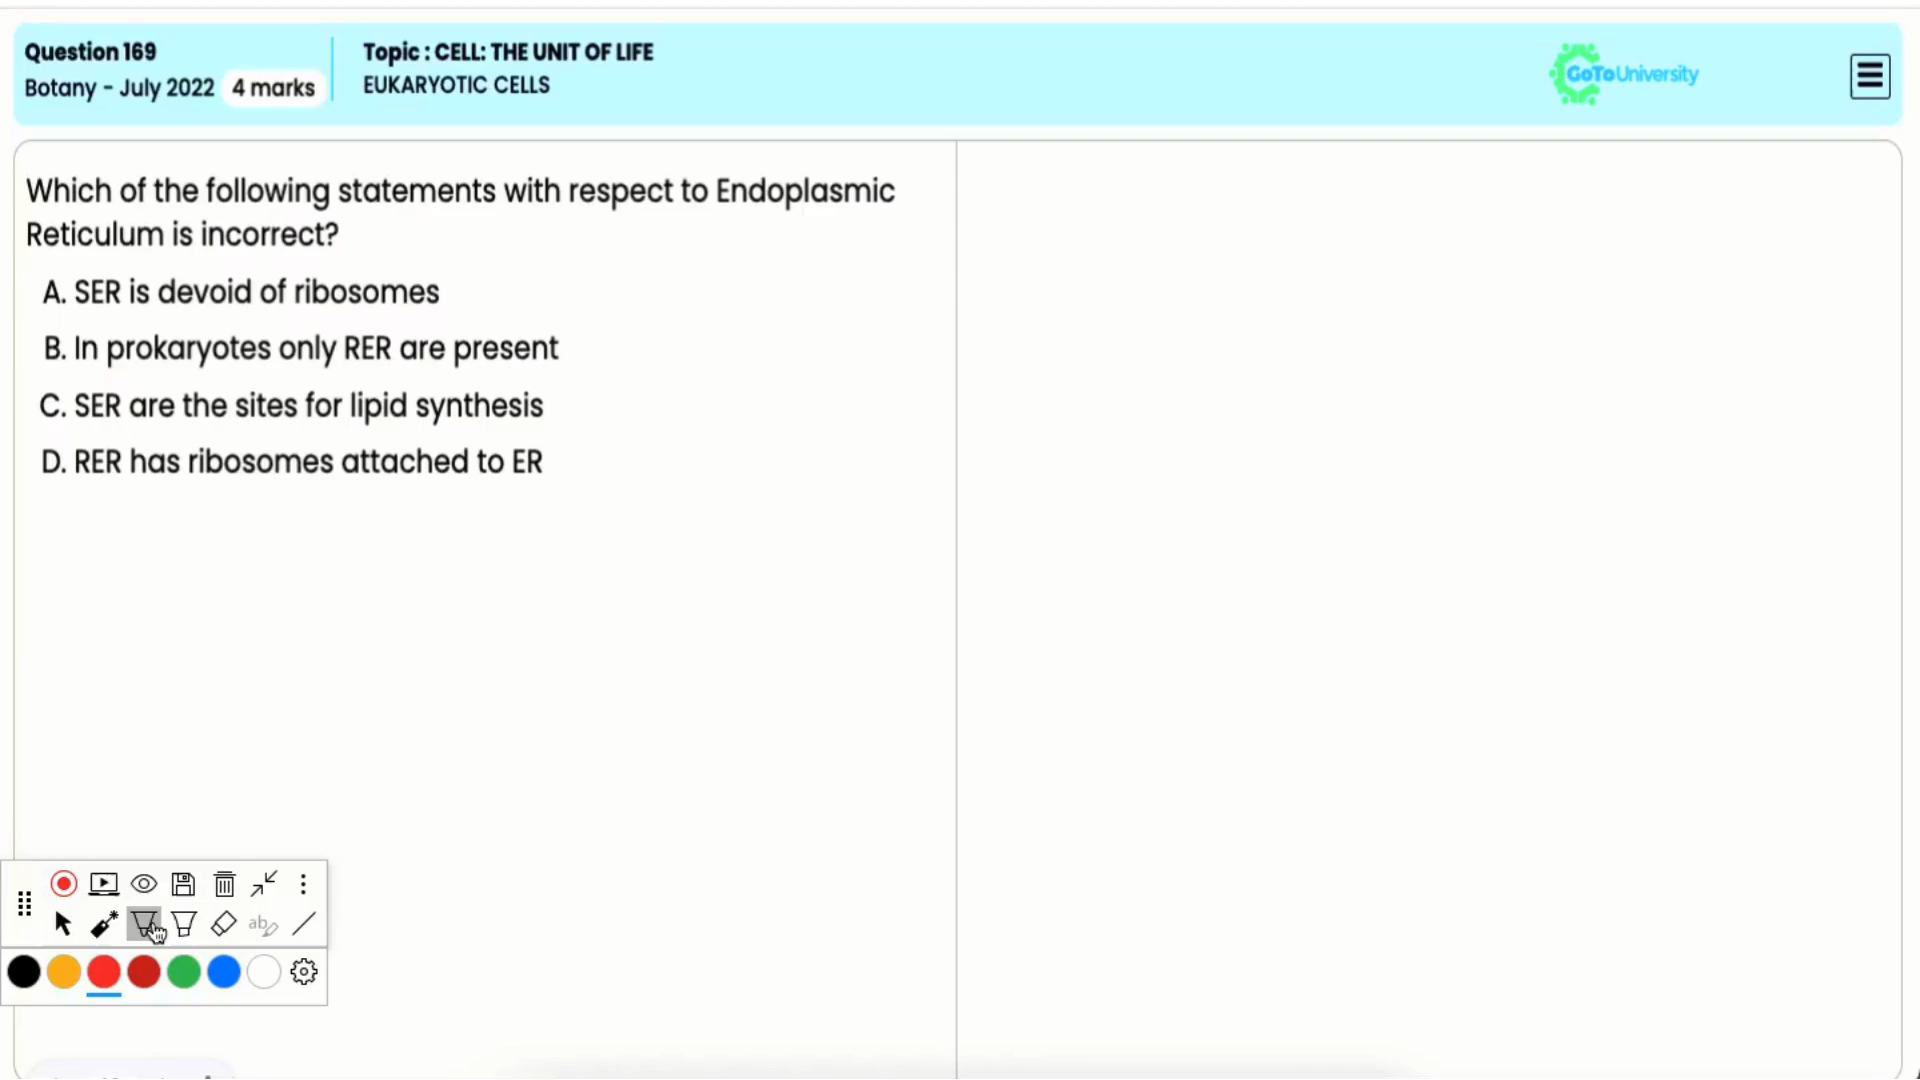 Question 169
Botany - July 2022 4 marks
Topic : CELL: THE UNIT OF LIFE
EUKARYOTIC CELLS
GoToUniversity
Which of the following statements with respect to Endoplasmic
Reticulum is incorrect?
A. SER is devoid of ribosomes
B. In prokaryotes only RER are present
C. SER are the sites for lipid synthesis
D. RER has ribosomes attached to ER
ab